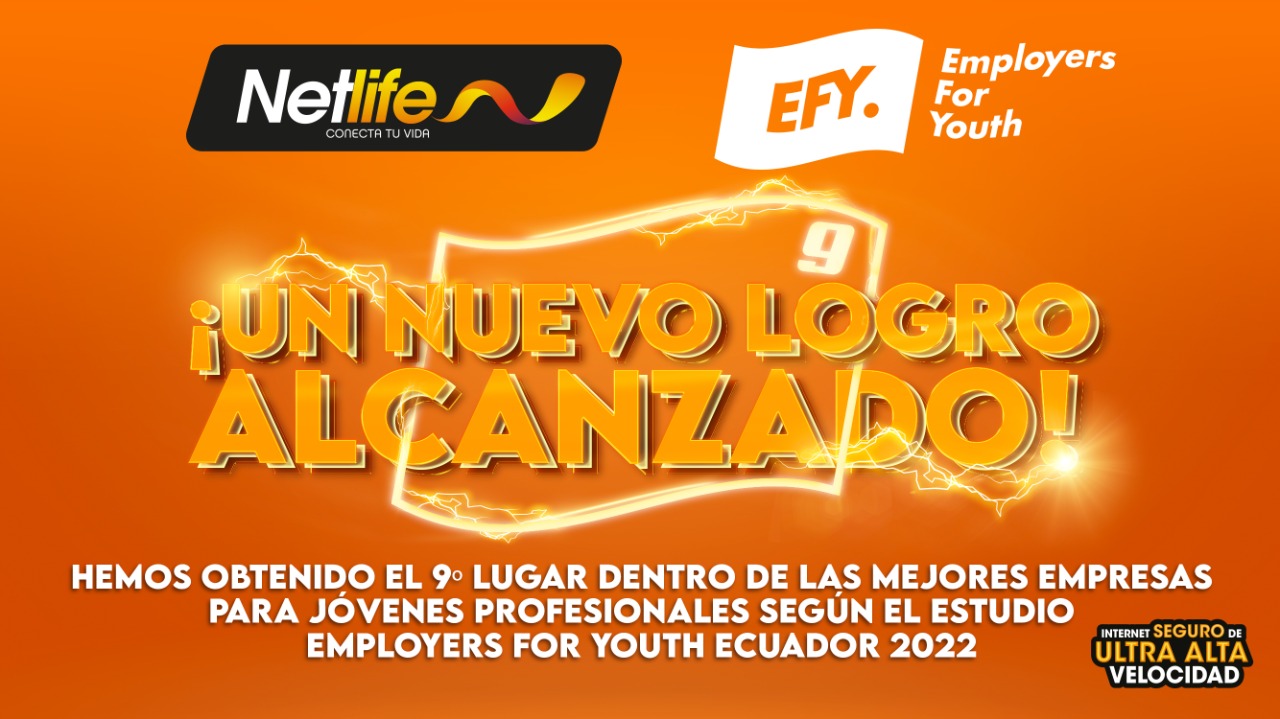 Netlife
CONECTA TU VIDA
EFY.
Employers
For
Youth
9
¡UN NUEVO LOGRO
ALCANZADO!
HEMOS OBTENIDO EL 9º LUGAR DENTRO DE LAS MEJORES EMPRESAS
PARA JÓVENES PROFESIONALES SEGÚN EL ESTUDIO
EMPLOYERS FOR YOUTH ECUADOR 2022
INTERNET SEGURO DE
ULTRA ALTA
VELOCIDAD